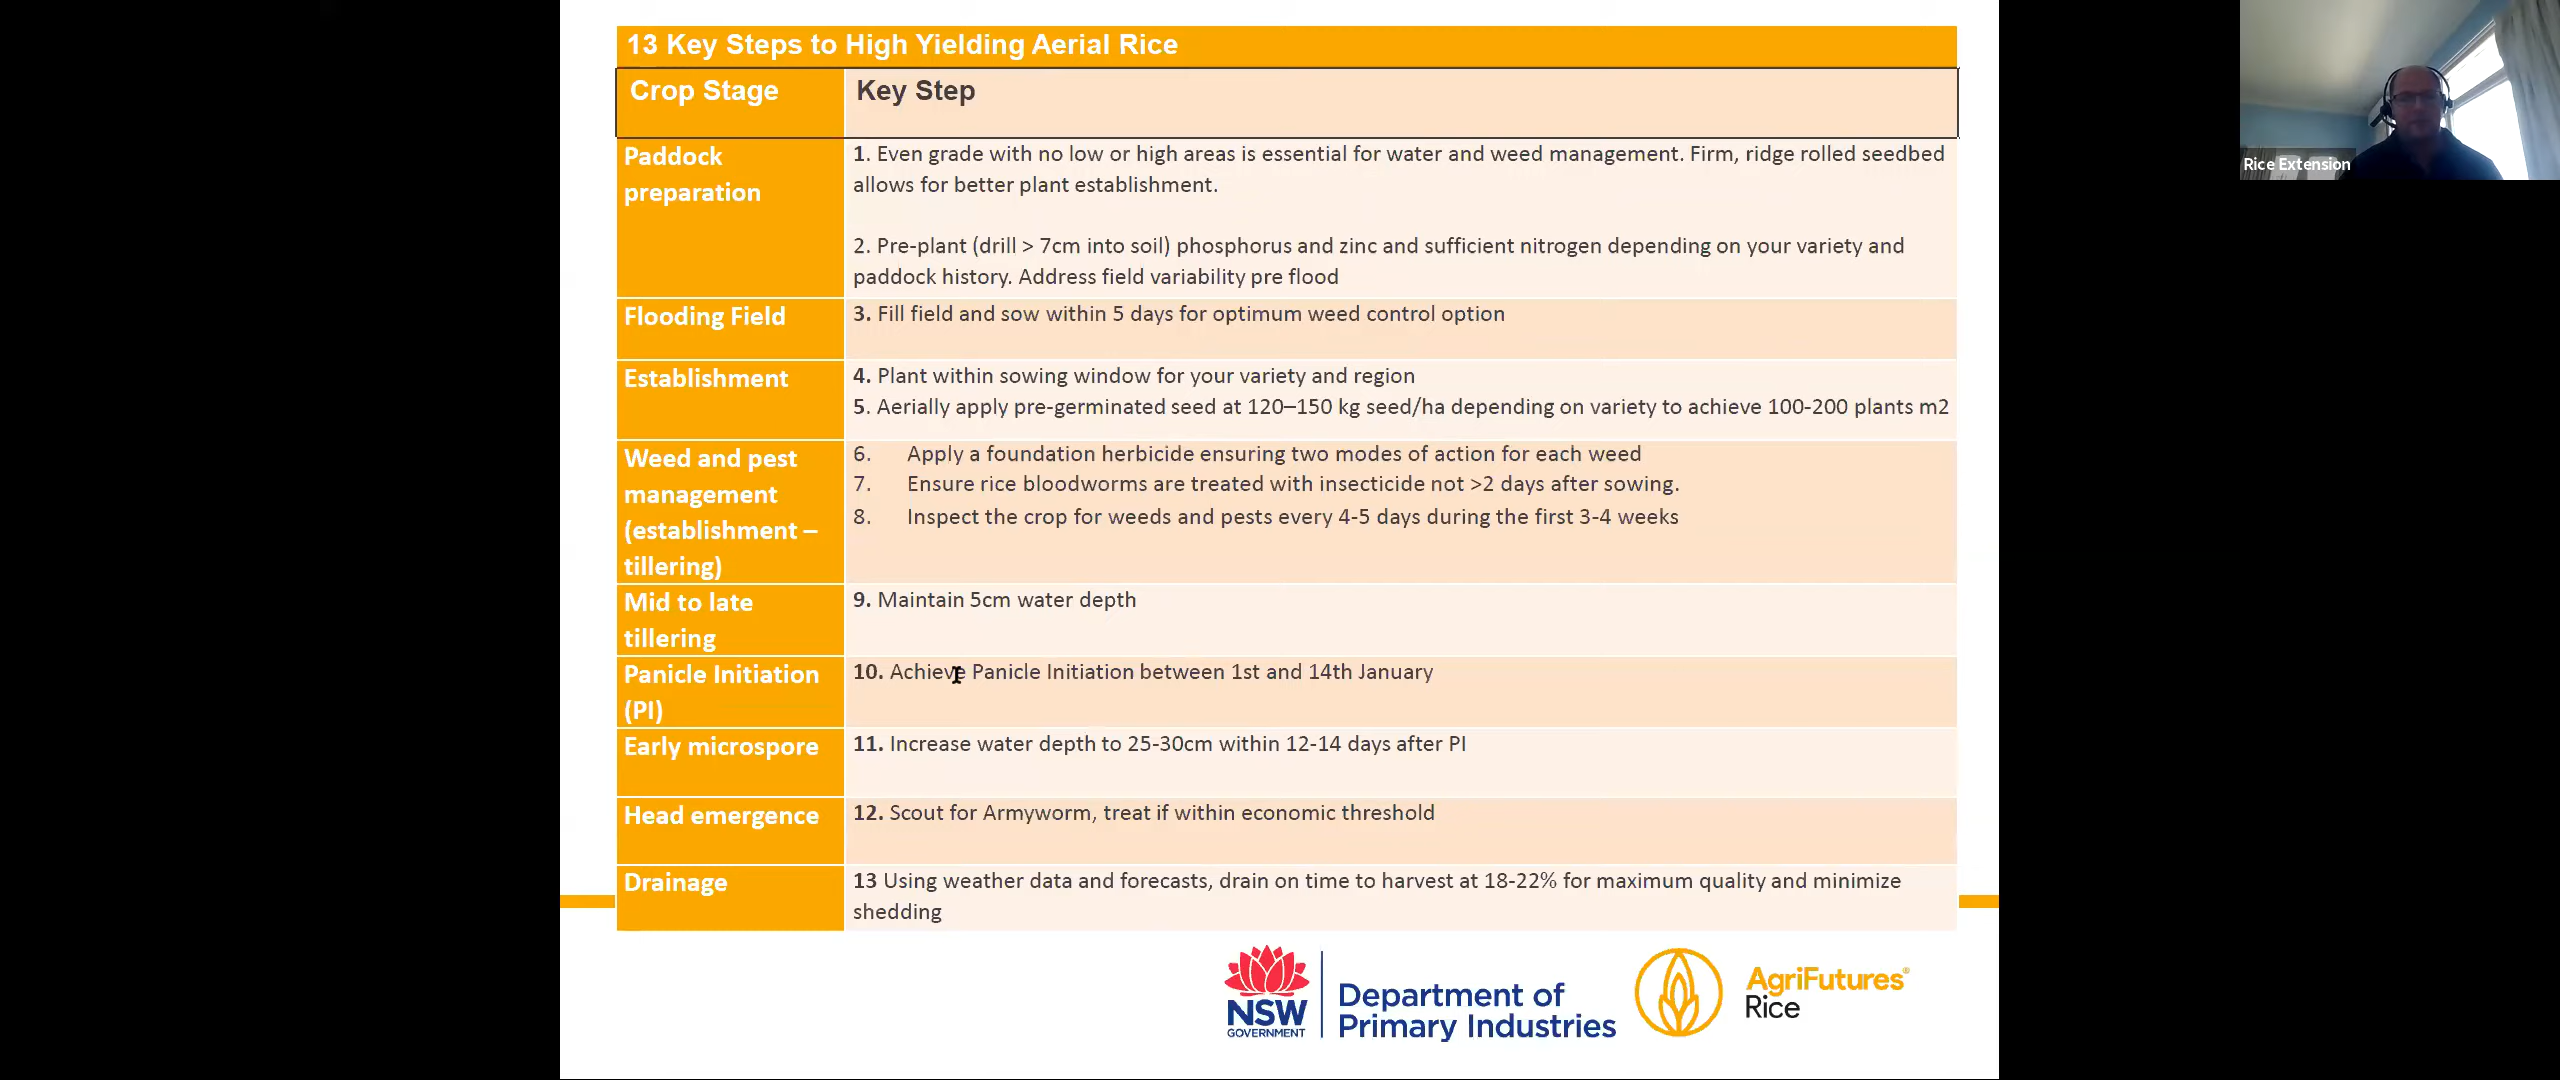 13 Key Steps to High Yielding Aerial Rice
Crop Stage
Key Step
Paddock
preparation
1. Even grade with no low or high areas is essential for water and weed management. Firm, ridge rolled seedbed
allows for better plant establishment.
2. Pre-plant (drill > 7cm into soil) phosphorus and zinc and sufficient nitrogen depending on your variety and
paddock history. Address field variability pre flood
Flooding Field
3. Fill field and sow within 5 days for optimum weed control option
Establishment
4. Plant within sowing window for your variety and region
5. Aerially apply pre-germinated seed at 120–150 kg seed/ha depending on variety to achieve 100-200 plants m2
Weed and pest
management
(establishment –
tillering)
6. Apply a foundation herbicide ensuring two modes of action for each weed
7. Ensure rice bloodworms are treated with insecticide not >2 days after sowing.
8. Inspect the crop for weeds and pests every 4-5 days during the first 3-4 weeks
Mid to late
tillering
9. Maintain 5cm water depth
Panicle Initiation
(PI)
10. Achieve Panicle Initiation between 1st and 14th January
Early microspore
11. Increase water depth to 25-30cm within 12-14 days after PI
Head emergence
12. Scout for Armyworm, treat if within economic threshold
Drainage
13 Using weather data and forecasts, drain on time to harvest at 18-22% for maximum quality and minimize
shedding
NSW
GOVERNMENT
Department of
Primary Industries
AgriFutures®
Rice
Rice Extension